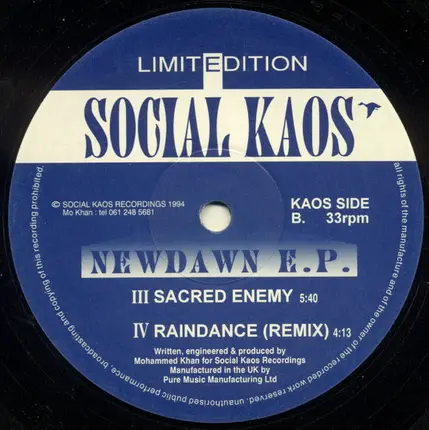 LIMITEDITION
SOCIAL KAOS
© SOCIAL KAOS RECORDINGS 1994
Mo Khan : tel 061 248 5681
KAOS SIDE
B. 33rpm
NEWDAWN E.P.
III SACRED ENEMY 5:40
IV RAINDANCE (REMIX) 4:13
Written, engineered & produced by
Mohammed Khan for Social Kaos Recordings
Manufactured in the UK by
Pure Music Manufacturing Ltd
all rights of the manufacture and of the owner of the recorded work reserved. unauthorised public performance broadcasting and copying of this recording prohibited.